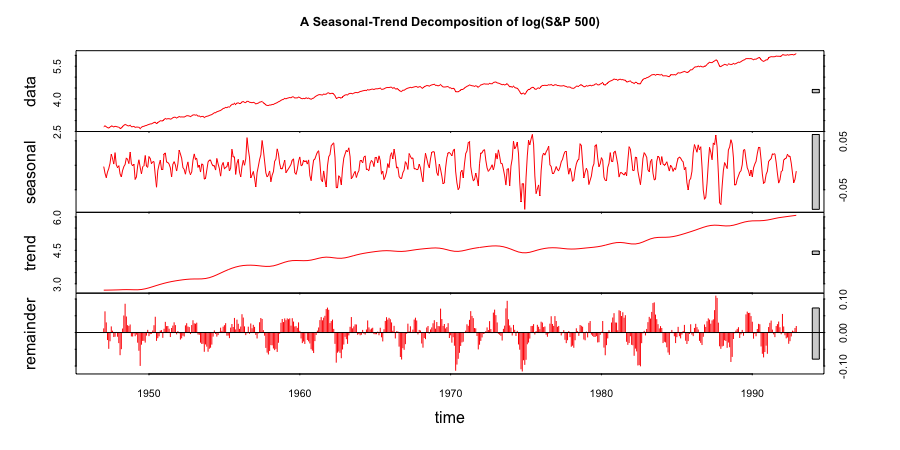 A Seasonal-Trend Decomposition of log(S&P 500)
data
2.5 4.0 5.5
seasonal
-0.05 0.05
trend
3.0 4.5 6.0
remainder
-0.10 0.00 0.10
1950 1960 1970 1980 1990
time